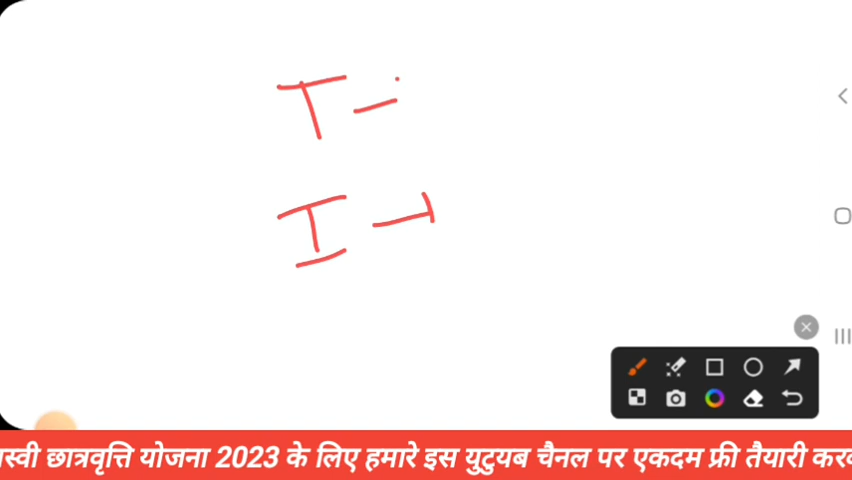 T -
I -
स्वी छात्रवृत्ति योजना 2023 के लिए हमारे इस युटुयब चैनल पर एकदम फ्री तैयारी